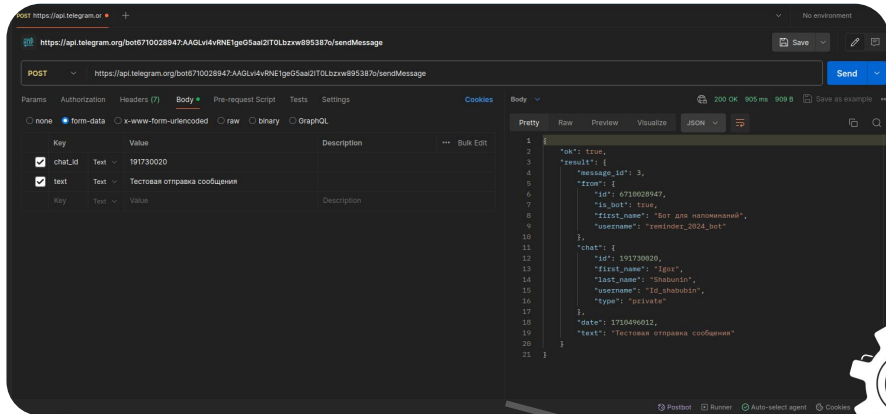 POST https://api.telegram.or
No environment
https://api.telegram.org/bot6710028947:AAGLvi4vRNE1geG5aai2IT0Lbzxw895387o/sendMessage
Save
POST https://api.telegram.org/bot6710028947:AAGLvi4vRNE1geG5aai2IT0Lbzxw895387o/sendMessage Send
Params Authorization Headers (7) Body Pre-request Script Tests Settings Cookies
none form-data x-www-form-urlencoded raw binary GraphQL
Key Value Description Bulk Edit
chat_id Text 191730020
text Text Тестовая отправка сообщения
Key Text Value Description
Body 200 OK 905 ms 909 B Save as example
Pretty Raw Preview Visualize JSON
1 {
2 "ok": true,
3 "result": {
4 "message_id": 3,
5 "from": {
6 "id": 6710028947,
7 "is_bot": true,
8 "first_name": "Бот для напоминаний",
9 "username": "reminder_2024_bot"
10 },
11 "chat": {
12 "id": 191730020,
13 "first_name": "Igor",
14 "last_name": "Shabunin",
15 "username": "Id_shabubin",
16 "type": "private"
17 },
18 "date": 1710496012,
19 "text": "Тестовая отправка сообщения"
20 }
21 }
Postbot Runner Auto-select agent Cookies